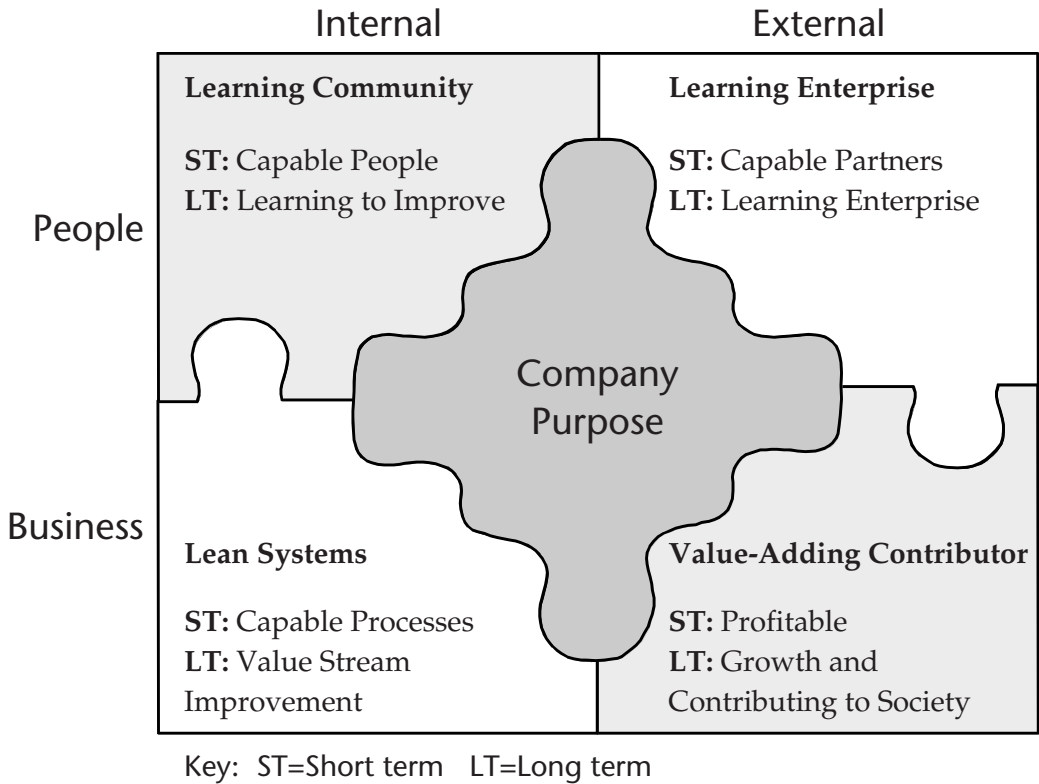 Internal
External
People
Learning Community
ST: Capable People
LT: Learning to Improve
Learning Enterprise
ST: Capable Partners
LT: Learning Enterprise
Company
Purpose
Business
Lean Systems
ST: Capable Processes
LT: Value Stream
Improvement
Value-Adding Contributor
ST: Profitable
LT: Growth and
Contributing to Society
Key: ST=Short term LT=Long term